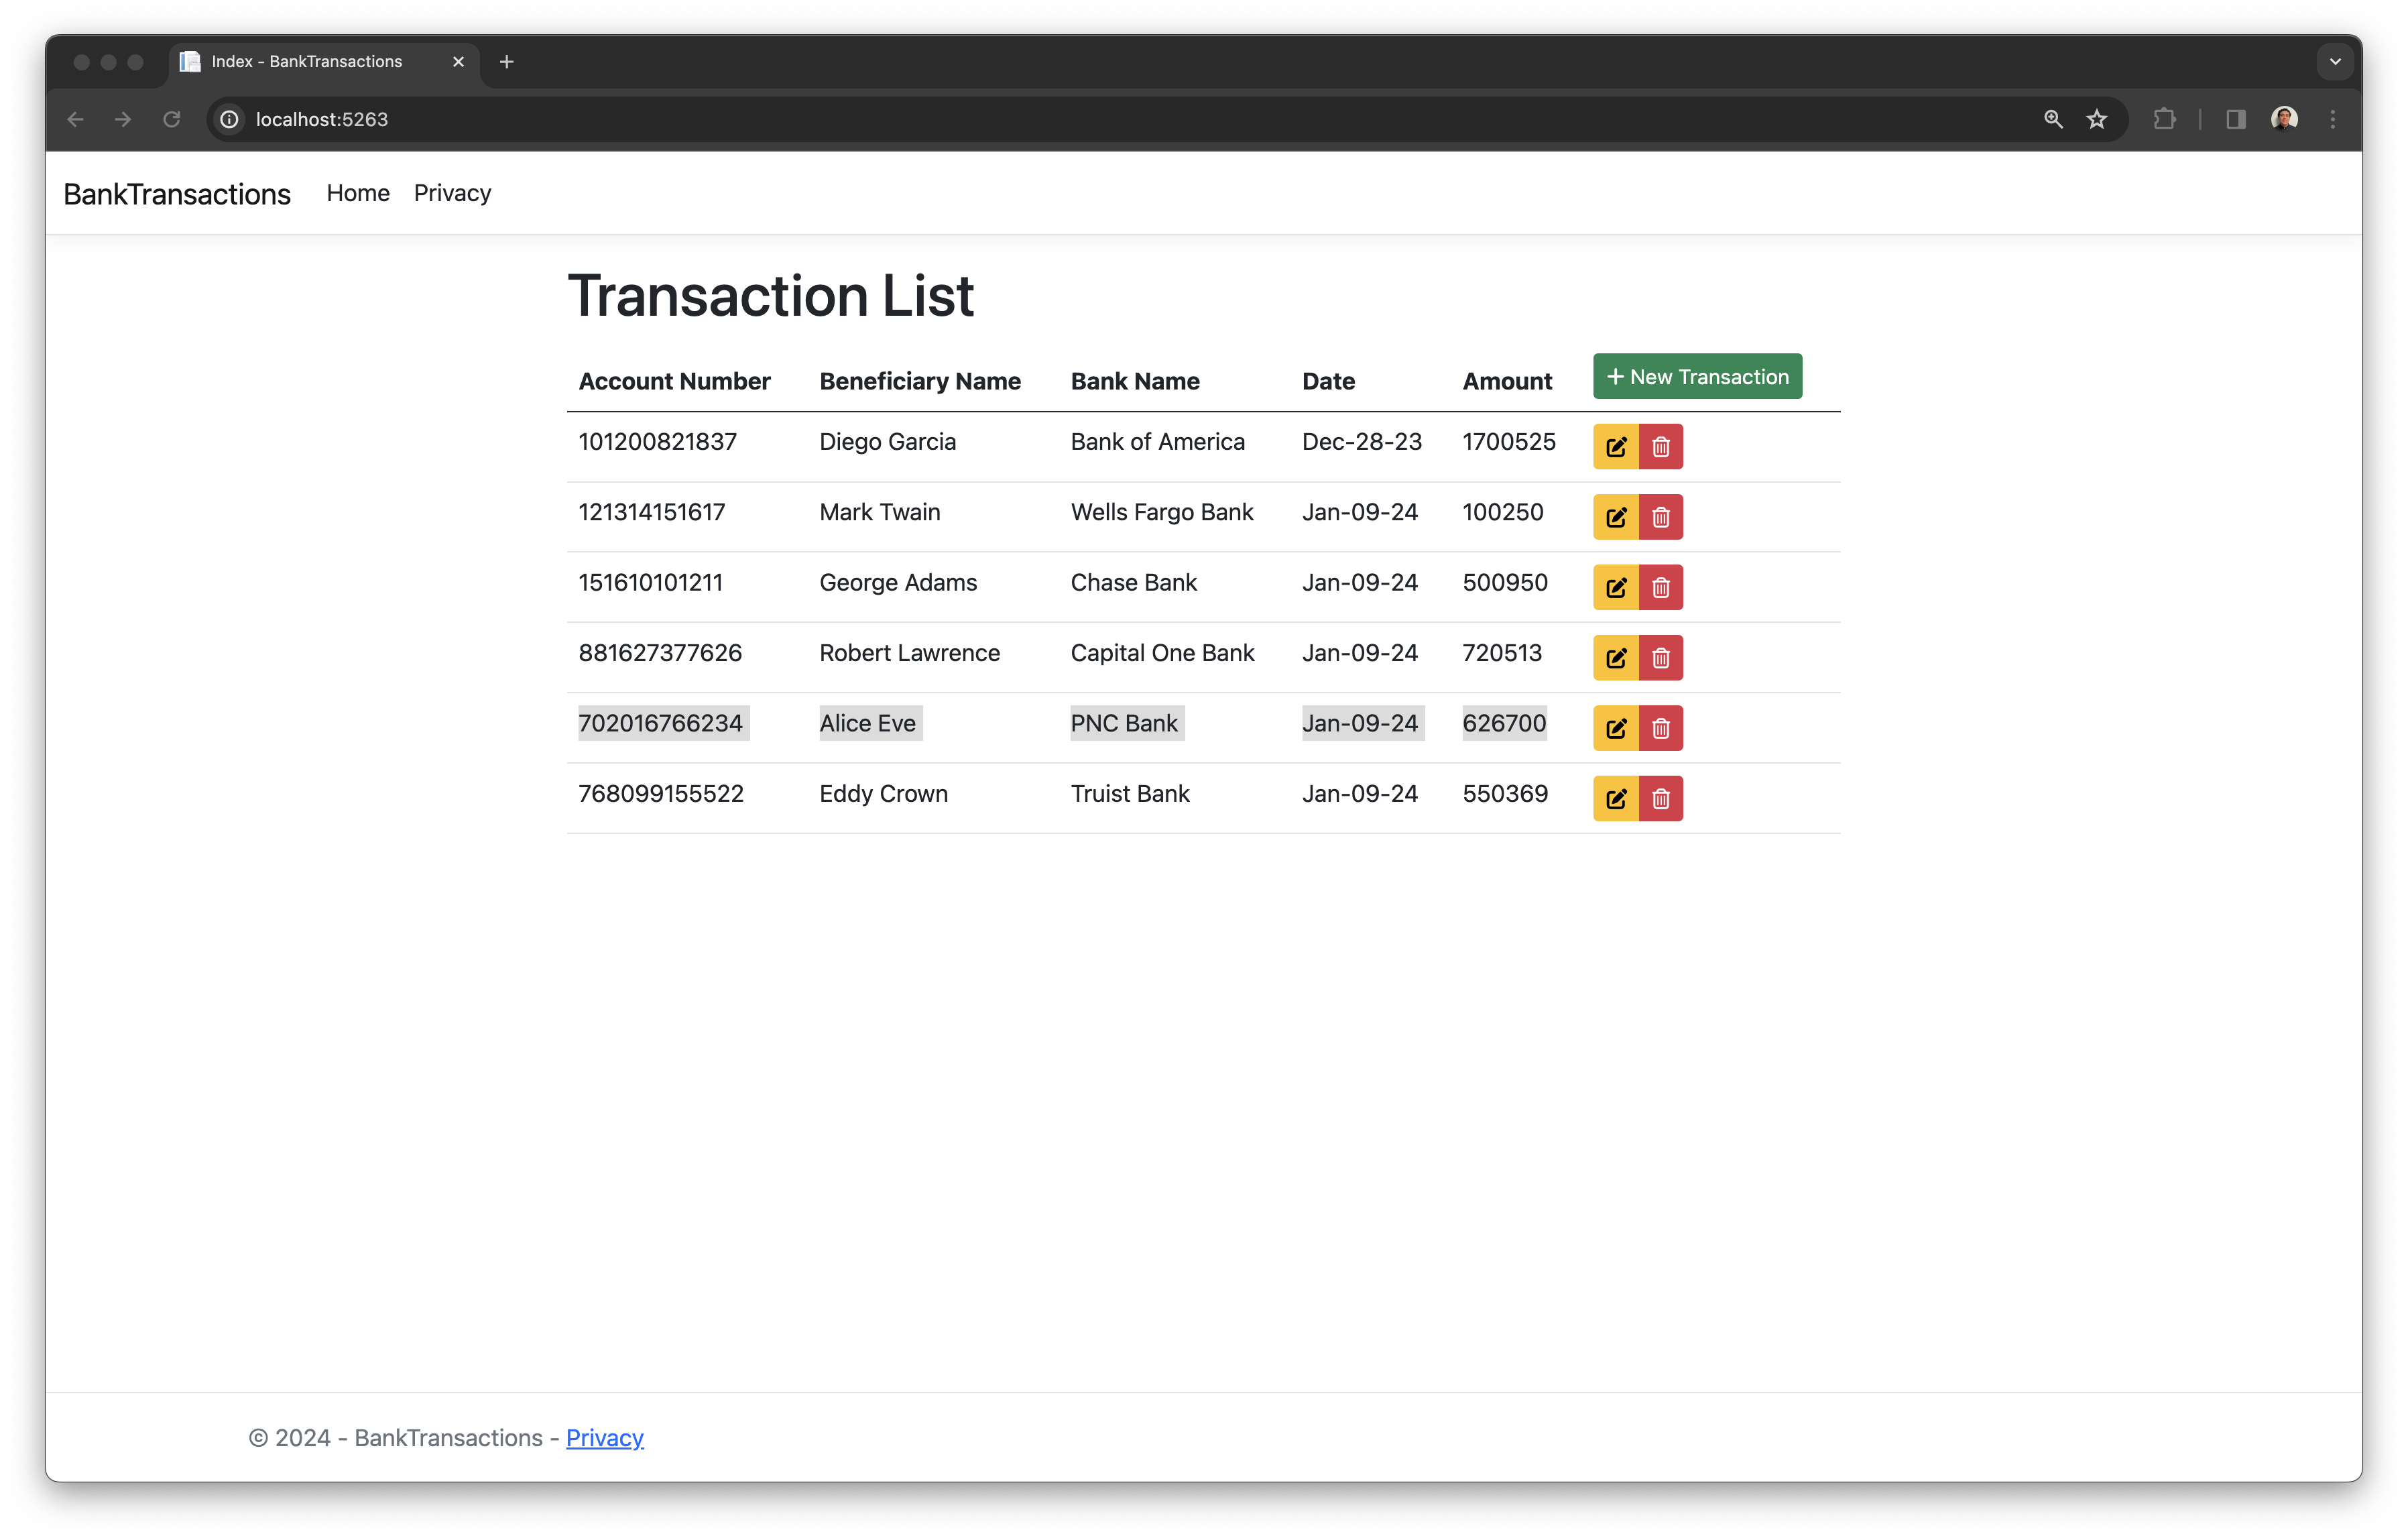 Index - BankTransactions
localhost:5263
BankTransactions Home Privacy
Transaction List
Account Number Beneficiary Name Bank Name Date Amount + New Transaction
101200821837 Diego Garcia Bank of America Dec-28-23 1700525
121314151617 Mark Twain Wells Fargo Bank Jan-09-24 100250
151610101211 George Adams Chase Bank Jan-09-24 500950
881627377626 Robert Lawrence Capital One Bank Jan-09-24 720513
702016766234 Alice Eve PNC Bank Jan-09-24 626700
768099155522 Eddy Crown Truist Bank Jan-09-24 550369
© 2024 - BankTransactions - Privacy